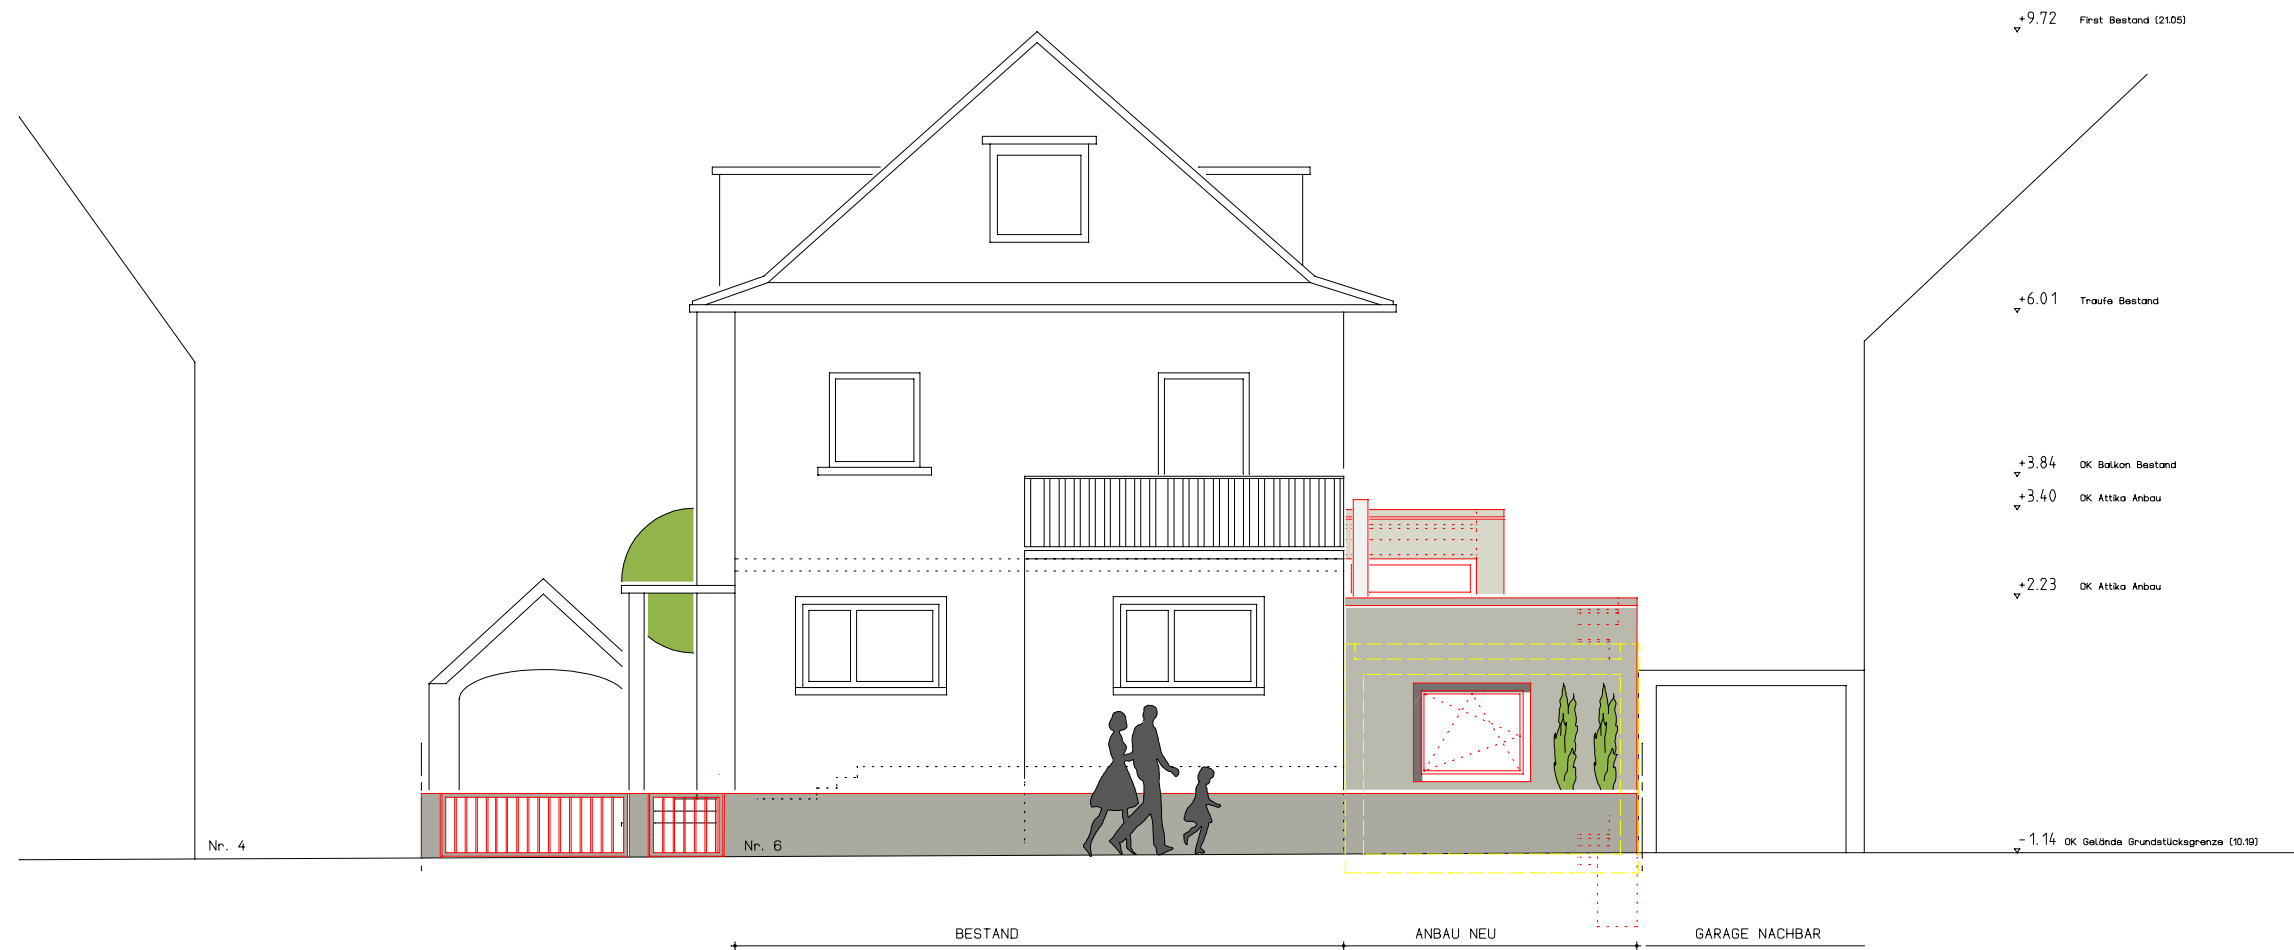 +9.72 First Bestand (21.05)
+6.01 Traufe Bestand
+3.84 OK Balkon Bestand
+3.40 OK Attika Anbau
+2.23 OK Attika Anbau
-1.14 OK Gelände Grundstücksgrenze (10.19)
Nr. 4
Nr. 6
BESTAND
ANBAU NEU
GARAGE NACHBAR